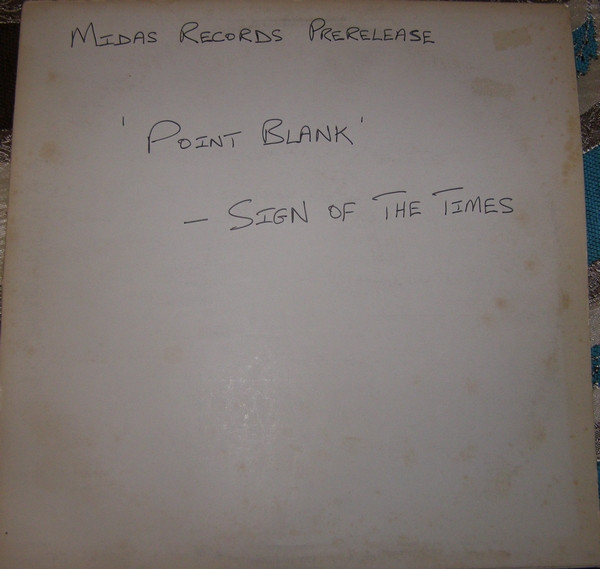 MIDAS RECORDS PRERELEASE
'POINT BLANK'
- SIGN OF THE TIMES